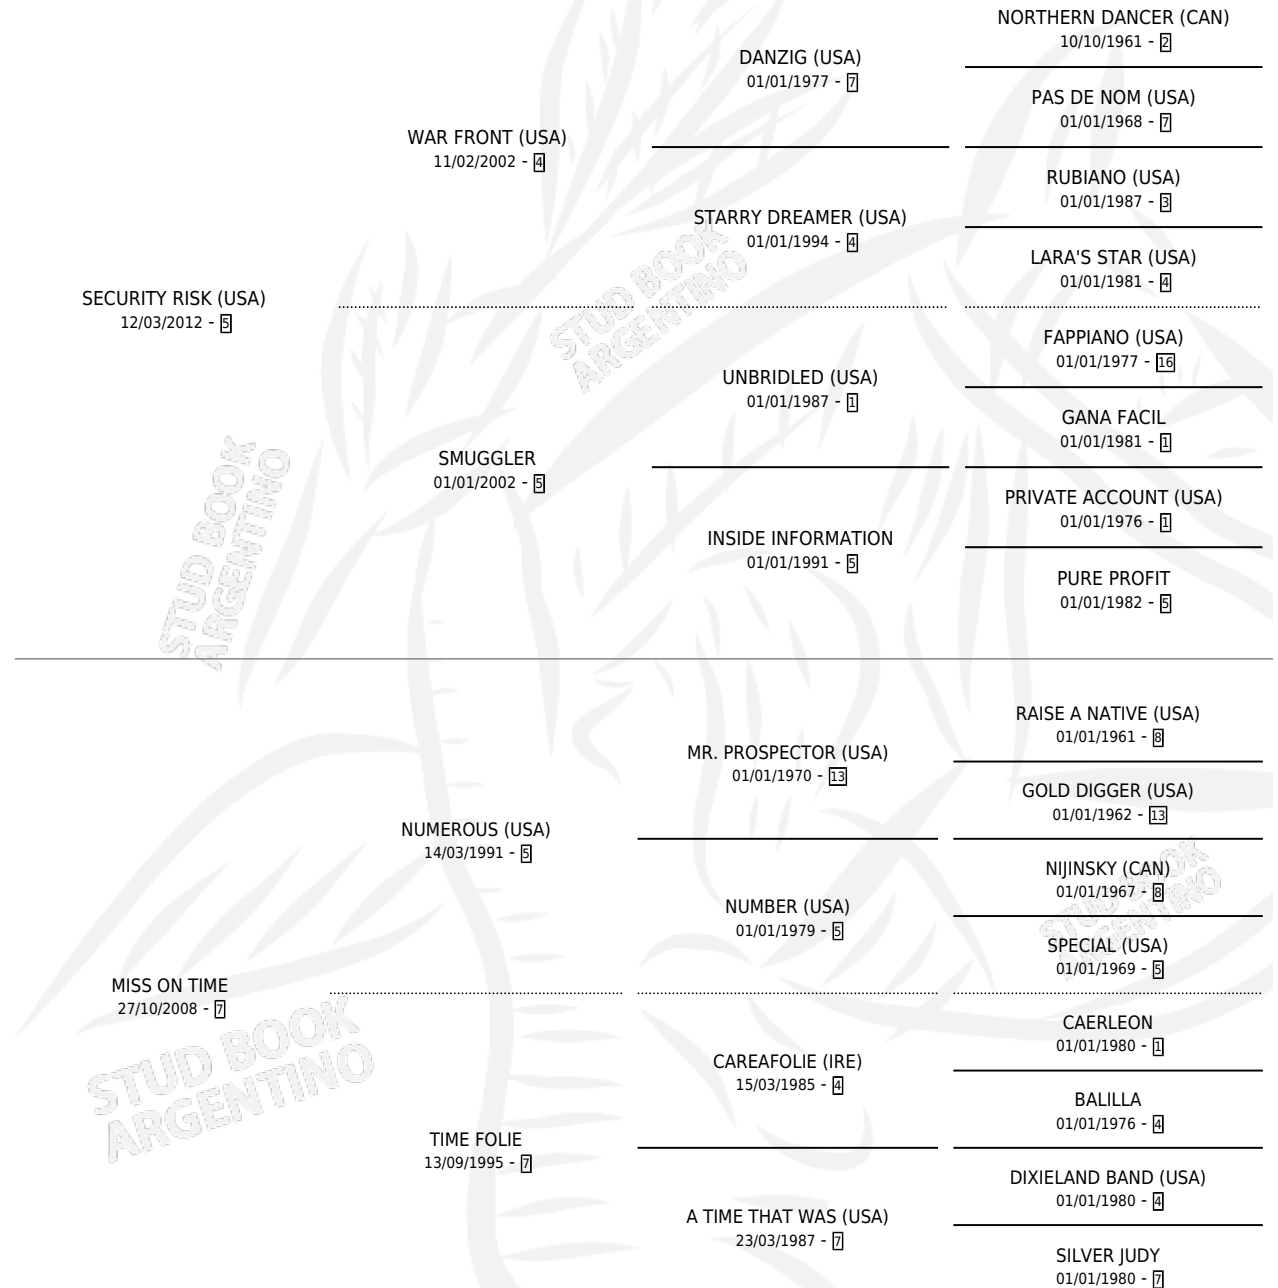 NORTHERN DANCER (CAN)
10/10/1961 - 2
DANZIG (USA)
01/01/1977 - 7
PAS DE NOM (USA)
01/01/1968 - 7
WAR FRONT (USA)
11/02/2002 - 4
RUBIANO (USA)
01/01/1987 - 3
STARRY DREAMER (USA)
01/01/1994 - 4
LARA'S STAR (USA)
01/01/1981 - 4
SECURITY RISK (USA)
12/03/2012 - 5
FAPPIANO (USA)
01/01/1977 - 16
UNBRIDLED (USA)
01/01/1987 - 1
GANA FACIL
01/01/1981 - 1
SMUGGLER
01/01/2002 - 5
PRIVATE ACCOUNT (USA)
01/01/1976 - 1
INSIDE INFORMATION
01/01/1991 - 5
PURE PROFIT
01/01/1982 - 5
RAISE A NATIVE (USA)
01/01/1961 - 8
MR. PROSPECTOR (USA)
01/01/1970 - 13
GOLD DIGGER (USA)
01/01/1962 - 13
NUMEROUS (USA)
14/03/1991 - 5
NIJINSKY (CAN)
01/01/1967 - 8
NUMBER (USA)
01/01/1979 - 5
SPECIAL (USA)
01/01/1969 - 5
MISS ON TIME
27/10/2008 - 7
CAERLEON
01/01/1980 - 1
CAREAFOLIE (IRE)
15/03/1985 - 4
BALILLA
01/01/1976 - 4
TIME FOLIE
13/09/1995 - 7
DIXIELAND BAND (USA)
01/01/1980 - 4
A TIME THAT WAS (USA)
23/03/1987 - 7
SILVER JUDY
01/01/1980 - 7
STUD BOOK
ARGENTINO
STUD BOOK
ARGENTINO
STUD BOOK
ARGENTINO
STUD BOOK
ARGENTINO